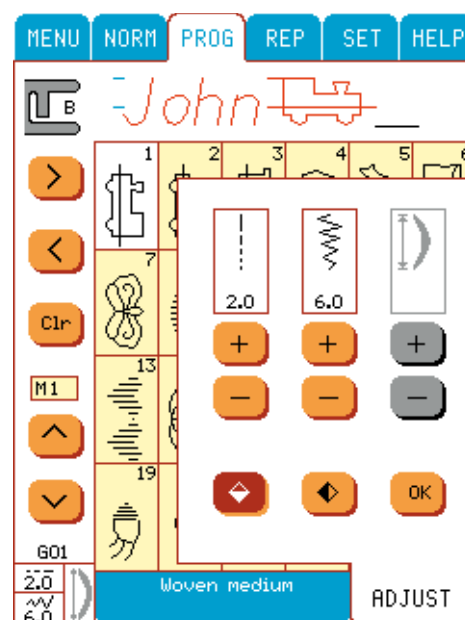 MENU NORM PROG REP SET HELP
B
John
1 2 3 4 5 6
>
<
7
2.0 6.0
Clr
+ + +
13
M1
− − −
19
OK
GO1
2.0
6.0
Woven medium
ADJUST